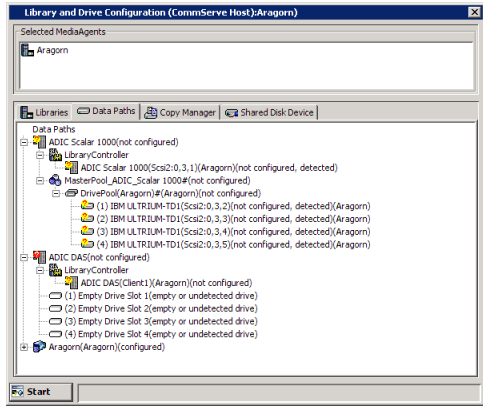 Library and Drive Configuration (CommServe Host):Aragorn)
Selected MediaAgents
Aragorn
Libraries Data Paths Copy Manager Shared Disk Device
Data Paths
ADIC Scalar 1000(not configured)
LibraryController
ADIC Scalar 1000(Scsi2:0,3,1)(Aragorn)(not configured, detected)
MasterPool_ADIC_Scalar 1000#(not configured)
DrivePool(Aragorn)#(Aragorn)(not configured)
(1) IBM ULTRIUM-TD1(Scsi2:0,3,2)(not configured, detected)(Aragorn)
(2) IBM ULTRIUM-TD1(Scsi2:0,3,3)(not configured, detected)(Aragorn)
(3) IBM ULTRIUM-TD1(Scsi2:0,3,4)(not configured, detected)(Aragorn)
(4) IBM ULTRIUM-TD1(Scsi2:0,3,5)(not configured, detected)(Aragorn)
ADIC DAS(not configured)
LibraryController
ADIC DAS(Client1)(Aragorn)(not configured)
(1) Empty Drive Slot 1(empty or undetected drive)
(2) Empty Drive Slot 2(empty or undetected drive)
(3) Empty Drive Slot 3(empty or undetected drive)
(4) Empty Drive Slot 4(empty or undetected drive)
Aragorn(Aragorn)(configured)
Start